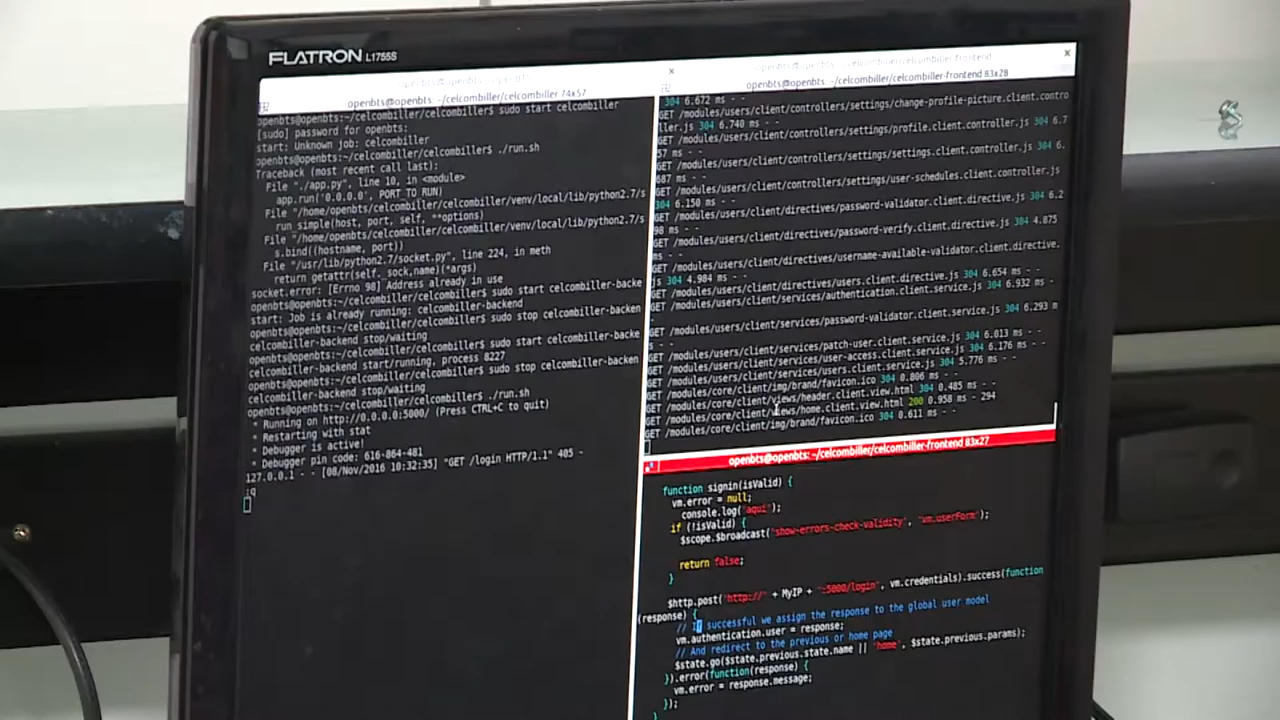 FLATRON L1755S
openbts@openbts: ~/celcombiller/celcombiller 74x57
openbts@openbts:~/celcombiller/celcombiller$ sudo start celcombiller
[sudo] password for openbts:
start: Unknown job: celcombiller
openbts@openbts:~/celcombiller/celcombiller$ ./run.sh
Traceback (most recent call last):
File "./app.py", line 10, in <module>
app.run('0.0.0.0', PORT TO RUN)
File "/home/openbts/celcombiller/celcombiller/venv/local/lib/python2.7/s
run_simple(host, port, self, **options)
File "/home/openbts/celcombiller/celcombiller/venv/local/lib/python2.7/s
s.bind((hostname, port))
File "/usr/lib/python2.7/socket.py", line 224, in meth
return getattr(self._sock,name)(*args)
socket.error: [Errno 98] Address already in use
openbts@openbts:~/celcombiller/celcombiller$ sudo start celcombiller-backe
start: Job is already running: celcombiller-backend
openbts@openbts:~/celcombiller/celcombiller$ sudo stop celcombiller-backen
celcombiller-backend stop/waiting
openbts@openbts:~/celcombiller/celcombiller$ sudo start celcombiller-backe
celcombiller-backend start/running, process 8227
openbts@openbts:~/celcombiller/celcombiller$ sudo stop celcombiller-backen
celcombiller-backend stop/waiting
openbts@openbts:~/celcombiller/celcombiller$ ./run.sh
* Running on http://0.0.0.0:5000/ (Press CTRL+C to quit)
* Restarting with stat
* Debugger is active!
* Debugger pin code: 616-864-481
127.0.0.1 - - [08/Nov/2016 10:32:35] "GET /login HTTP/1.1" 405 -
:q
openbts@openbts: ~/celcombiller/celcombiller-frontend 83x28
304 6.672 ms - -
GET /modules/users/client/controllers/settings/change-profile-picture.client.contro
ller.js 304 6.740 ms - -
GET /modules/users/client/controllers/settings/profile.client.controller.js 304 6.7
57 ms - -
GET /modules/users/client/controllers/settings/settings.client.controller.js 304 6.
687 ms - -
GET /modules/users/client/controllers/settings/user-schedules.client.controller.js
304 6.150 ms - -
GET /modules/users/client/directives/password-validator.client.directive.js 304 6.2
98 ms - -
GET /modules/users/client/directives/password-verify.client.directive.js 304 4.875
ms - -
GET /modules/users/client/directives/username-available-validator.client.directive.
js 304 4.984 ms - -
GET /modules/users/client/directives/users.client.directive.js 304 6.654 ms - -
GET /modules/users/client/services/authentication.client.service.js 304 6.932 ms -
-
GET /modules/users/client/services/password-validator.client.service.js 304 6.293 m
s - -
GET /modules/users/client/services/patch-user.client.service.js 304 6.013 ms - -
GET /modules/users/client/services/user-access.client.service.js 304 6.176 ms - -
GET /modules/users/client/services/users.client.service.js 304 5.776 ms - -
GET /modules/core/client/img/brand/favicon.ico 304 0.806 ms - -
GET /modules/core/client/views/header.client.view.html 304 0.485 ms - -
GET /modules/core/client/views/home.client.view.html 200 0.958 ms - 294
GET /modules/core/client/img/brand/favicon.ico 304 0.611 ms - -
openbts@openbts: ~/celcombiller/celcombiller-frontend 83x27
function signin(isValid) {
vm.error = null;
console.log('aqui');
if (!isValid) {
$scope.$broadcast('show-errors-check-validity', 'vm.userForm');
return false;
}
$http.post('http://' + MyIP + ':5000/login', vm.credentials).success(function
(response) {
// If successful we assign the response to the global user model
vm.authentication.user = response;
// And redirect to the previous or home page
$state.go($state.previous.state.name || 'home', $state.previous.params);
}).error(function(response) {
vm.error = response.message;
});
}